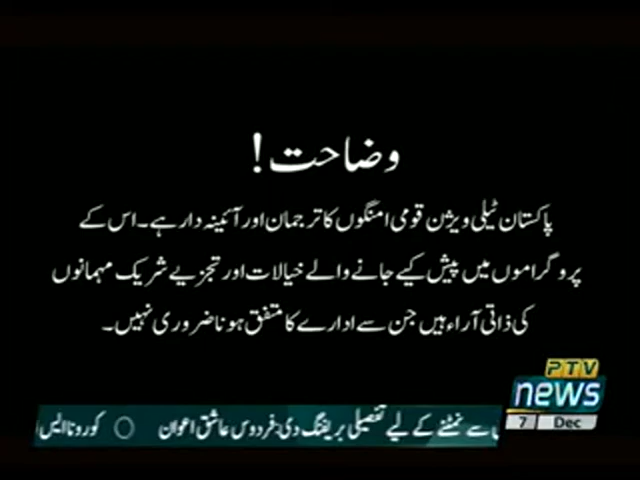 وضاحت !
پاکستان ٹیلی ویژن قومی امنگوں کا ترجمان اور آئینہ دار ہے۔ اس کے
پروگراموں میں پیش کیے جانے والے خیالات اور تجزیے شریک مہمانوں
کی ذاتی آراء ہیں جن سے ادارے کا متفق ہونا ضروری نہیں۔
PTV
news
7 Dec
سے نمٹنے کے لیے تفصیلی بریفنگ دی: فردوس عاشق اعوان
کورونا ایس